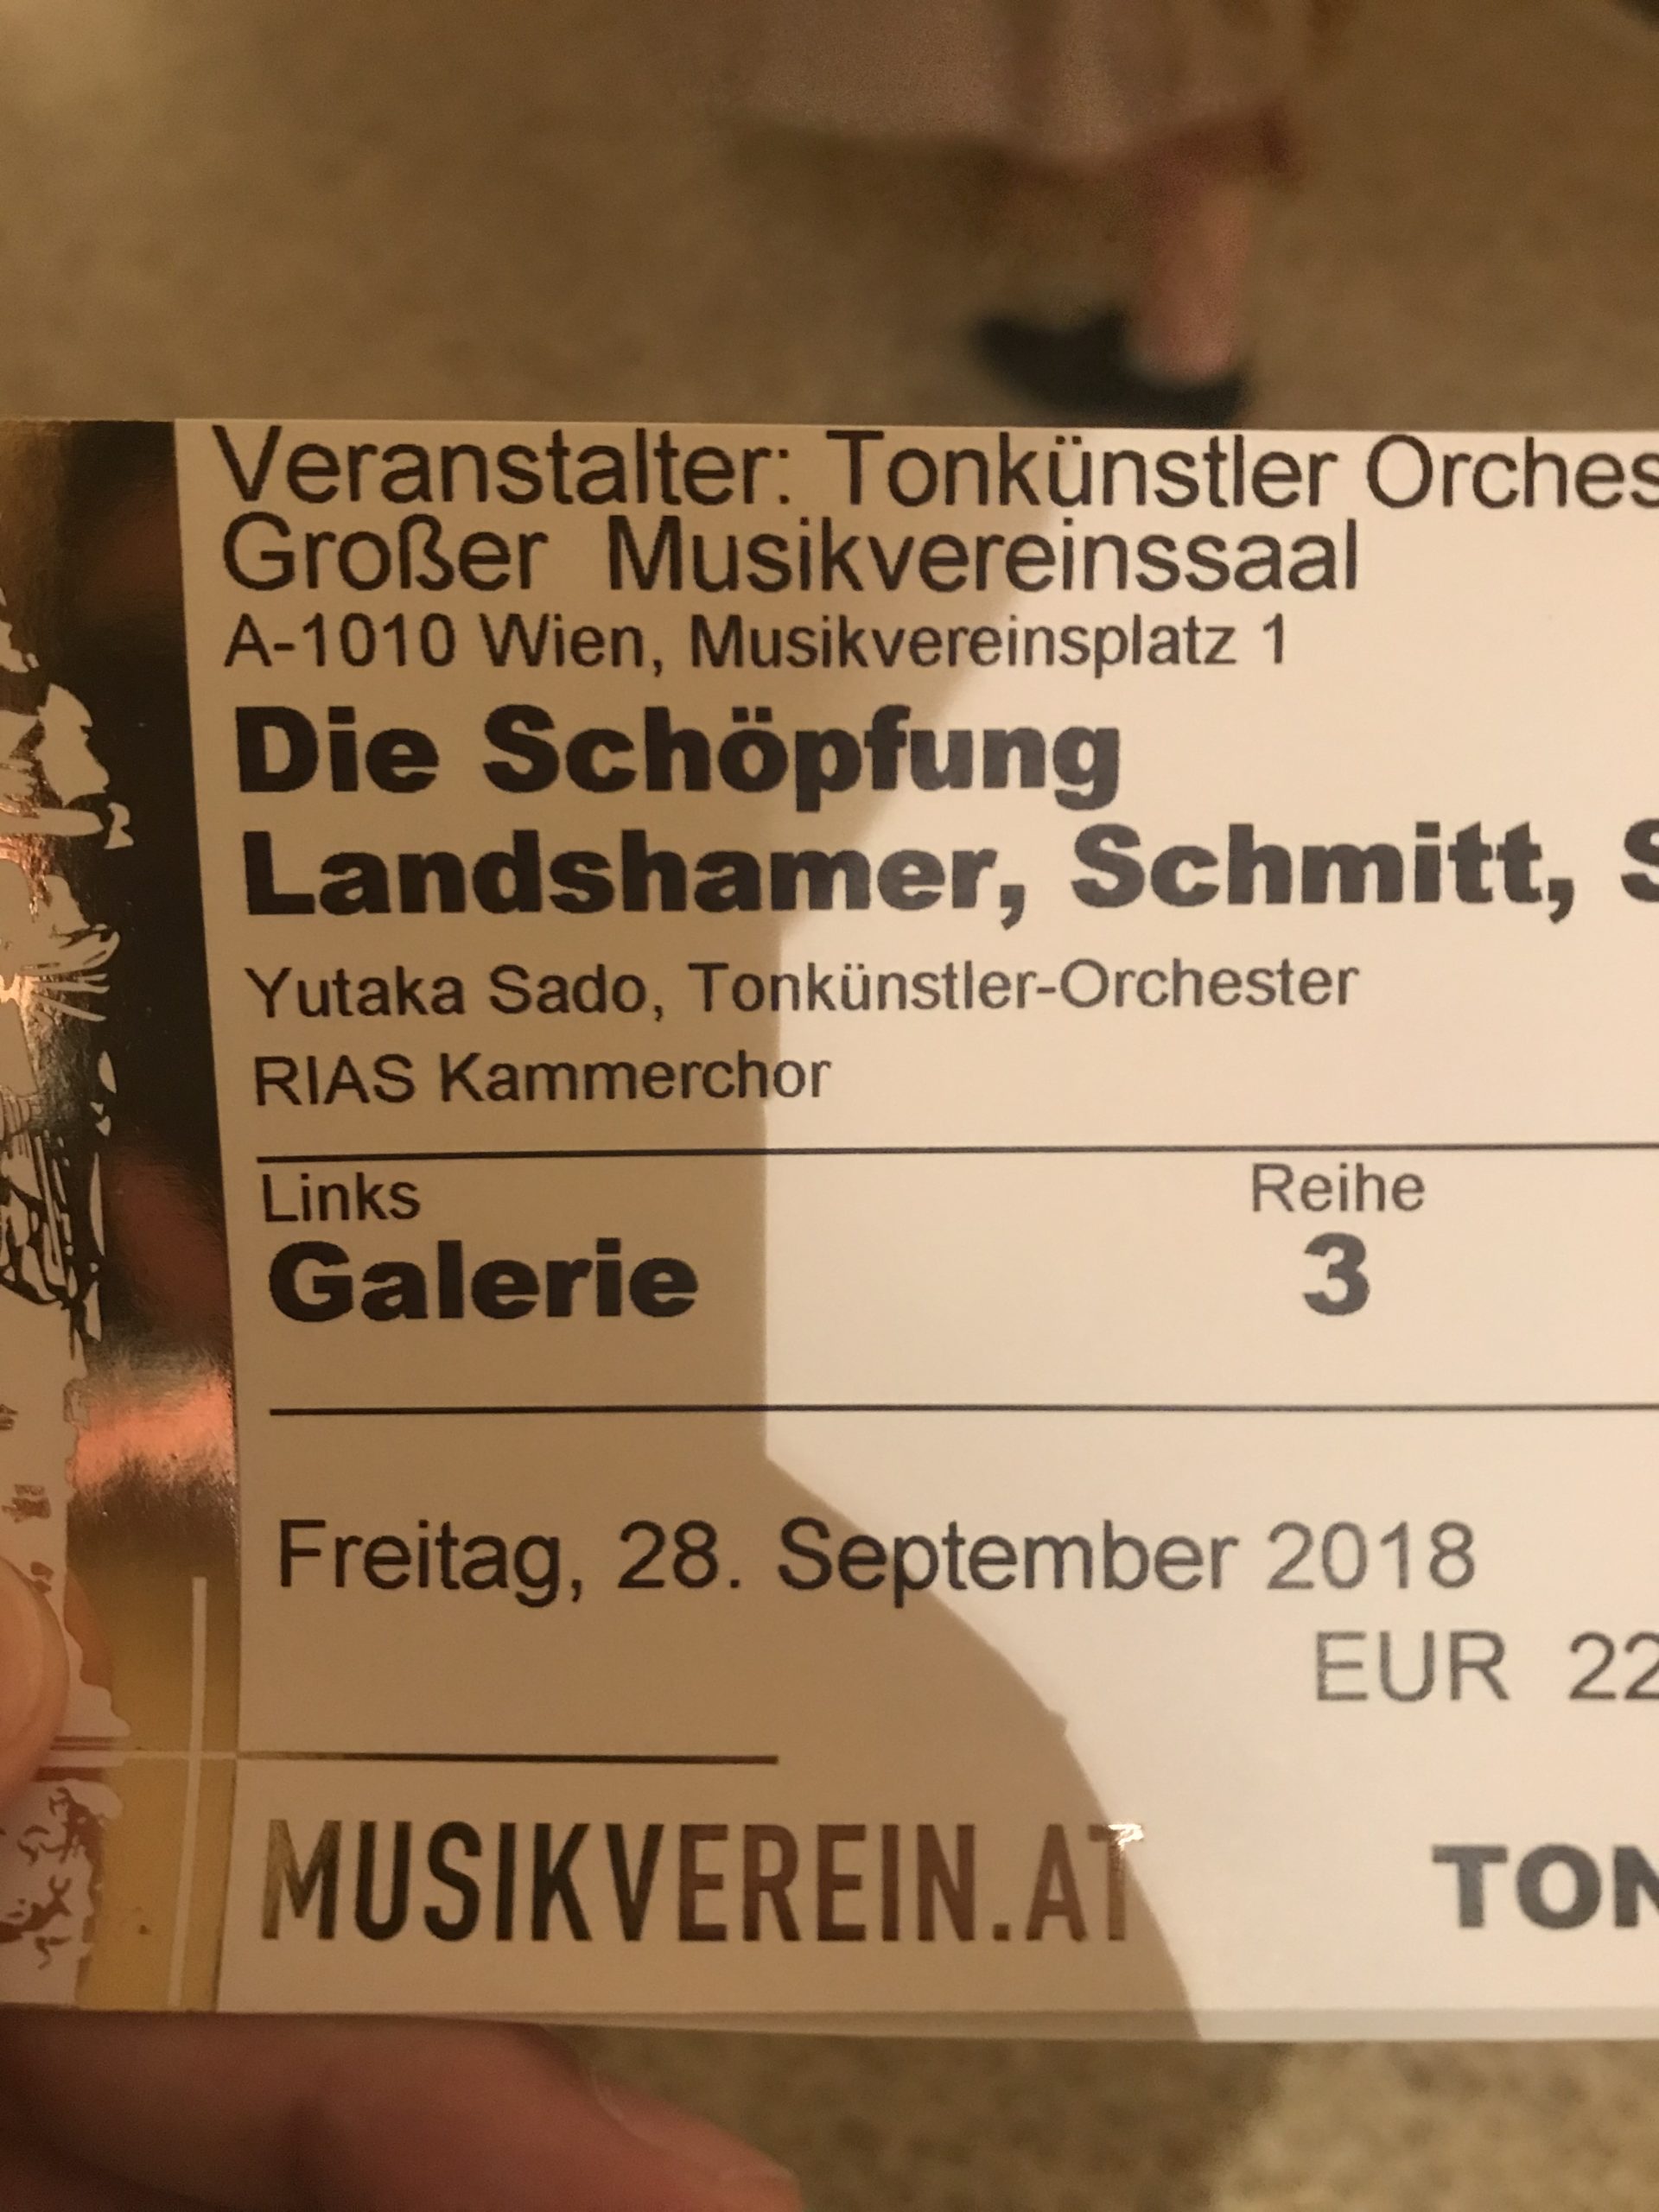 Veranstalter: Tonkünstler Orches
Großer Musikvereinssaal
A-1010 Wien, Musikvereinsplatz 1
Die Schöpfung
Landshamer, Schmitt, S
Yutaka Sado, Tonkünstler-Orchester
RIAS Kammerchor
Links Reihe
Galerie 3
Freitag, 28. September 2018
EUR 22
MUSIKVEREIN.AT TON